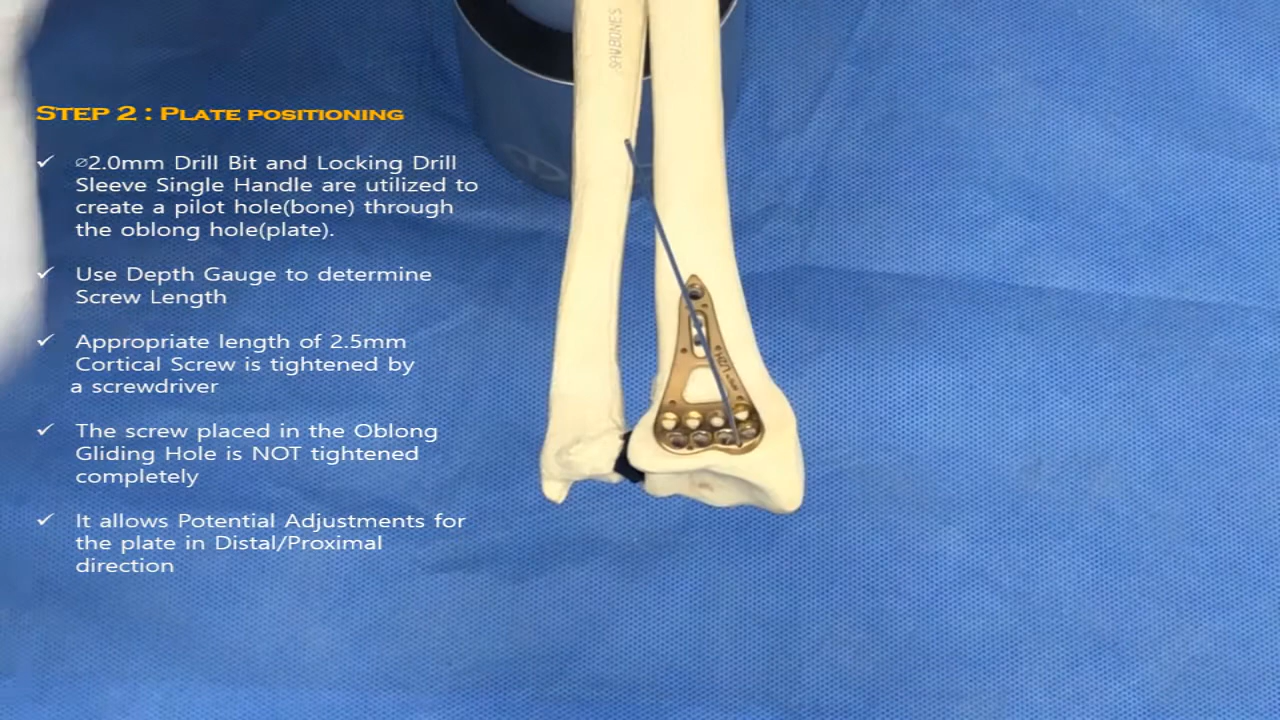 STEP 2 : PLATE POSITIONING
✓ ⌀2.0mm Drill Bit and Locking Drill
Sleeve Single Handle are utilized to
create a pilot hole(bone) through
the oblong hole(plate).
✓ Use Depth Gauge to determine
Screw Length
✓ Appropriate length of 2.5mm
Cortical Screw is tightened by
a screwdriver
✓ The screw placed in the Oblong
Gliding Hole is NOT tightened
completely
✓ It allows Potential Adjustments for
the plate in Distal/Proximal
direction
SAWBONES